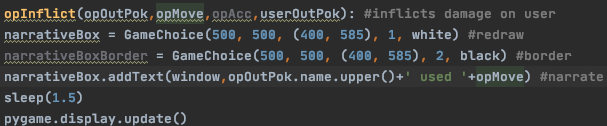 opInflict(opOutPok,opMove,opAcc,userOutPok): #inflicts damage on user
narrativeBox = GameChoice(500, 500, (400, 585), 1, white) #redraw
narrativeBoxBorder = GameChoice(500, 500, (400, 585), 2, black) #border
narrativeBox.addText(window,opOutPok.name.upper()+' used '+opMove) #narrate
sleep(1.5)
pygame.display.update()